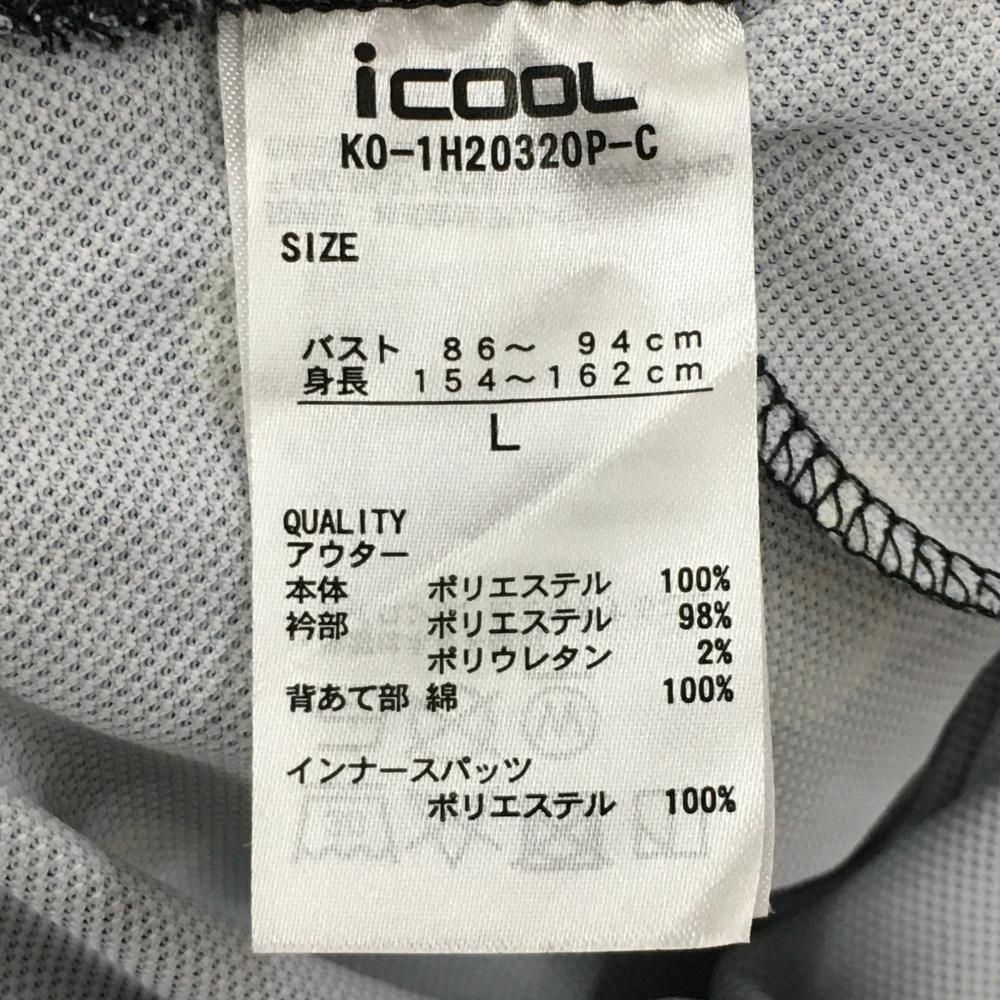 iCOOL
KO-1H20320P-C
SIZE
バスト 86～ 94cm
身長 154～162cm
L
QUALITY
アウター
本体 ポリエステル 100%
衿部 ポリエステル 98%
ポリウレタン 2%
背あて部 綿 100%
インナースパッツ
ポリエステル 100%